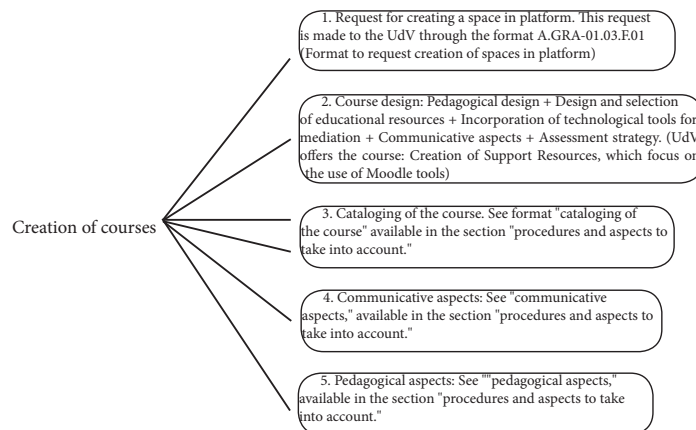 Creation of courses
1. Request for creating a space in platform. This request
is made to the UdV through the format A.GRA-01.03.F.01
(Format to request creation of spaces in platform)
2. Course design: Pedagogical design + Design and selection
of educational resources + Incorporation of technological tools for
mediation + Communicative aspects + Assessment strategy. (UdV
offers the course: Creation of Support Resources, which focus on
the use of Moodle tools)
3. Cataloging of the course. See format "cataloging of
the course" available in the section "procedures and aspects to
take into account."
4. Communicative aspects: See "communicative
aspects," available in the section "procedures and aspects to
take into account."
5. Pedagogical aspects: See ""pedagogical aspects,"
available in the section "procedures and aspects to take
into account."